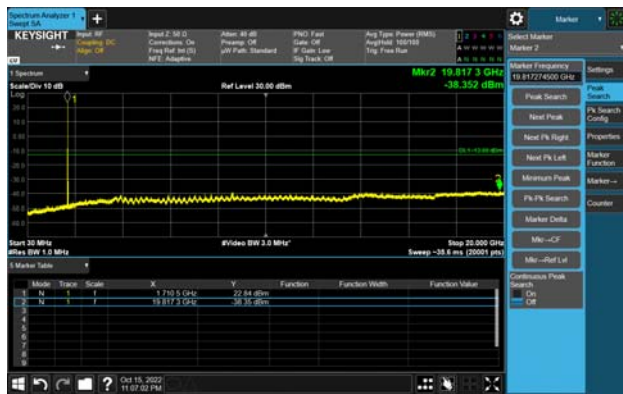 Spectrum Analyzer 1
Swept SA
+
Marker
KEYSIGHT
Input: RF
Coupling: DC
Align: Off
Input Z: 50 Ω
Corrections: On
Freq Ref: Int (S)
NFE: Adaptive
Atten: 40 dB
Preamp: Off
µW Path: Standard
PNO: Fast
Gate: Off
IF Gain: Low
Sig Track: Off
Avg Type: Power (RMS)
Avg|Hold: 100/100
Trig: Free Run
Select Marker
Marker 2
1 Spectrum
Scale/Div 10 dB
Log
Ref Level 30.00 dBm
Mkr2 19.817 3 GHz
-38.352 dBm
1
2
Start 30 MHz
#Res BW 1.0 MHz
#Video BW 3.0 MHz*
Stop 20.000 GHz
Sweep ~35.6 ms (20001 pts)
5 Marker Table
Mode Trace Scale X Y Function Function Width Function Value
1 N 1 f 1.710 5 GHz 22.84 dBm
2 N 1 f 19.817 3 GHz -38.35 dBm
3
4
5
6
7
8
9
Marker Frequency
19.817274500 GHz
Peak Search
Next Peak
Next Pk Right
Next Pk Left
Minimum Peak
Pk-Pk Search
Marker Delta
Mkr→CF
Mkr→Ref Lvl
Continuous Peak
Search
On
Off
Settings
Peak
Search
Pk Search
Config
Properties
Marker
Function
Marker→
Counter
?
Oct 15, 2022
11:07:02 PM